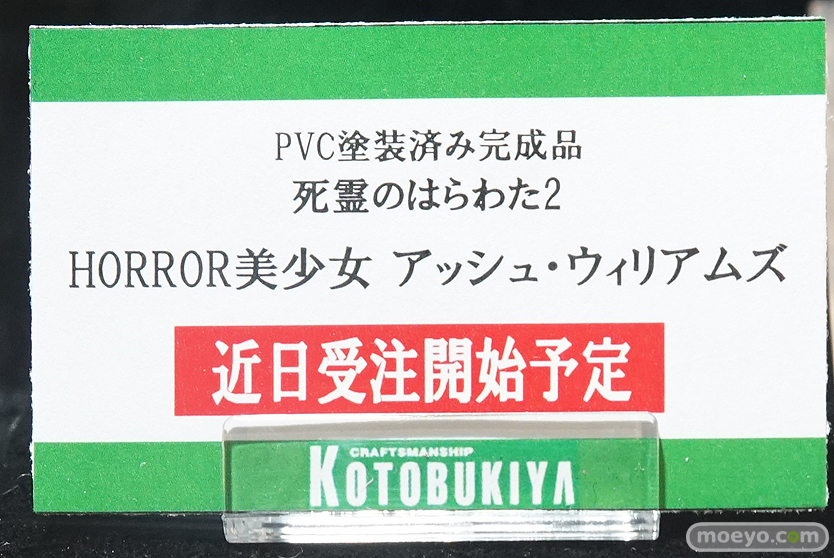 PVC塗装済み完成品
死霊のはらわた2
HORROR美少女 アッシュ・ウィリアムズ
近日受注開始予定
CRAFTSMANSHIP
KOTOBUKIYA
moeyo.com